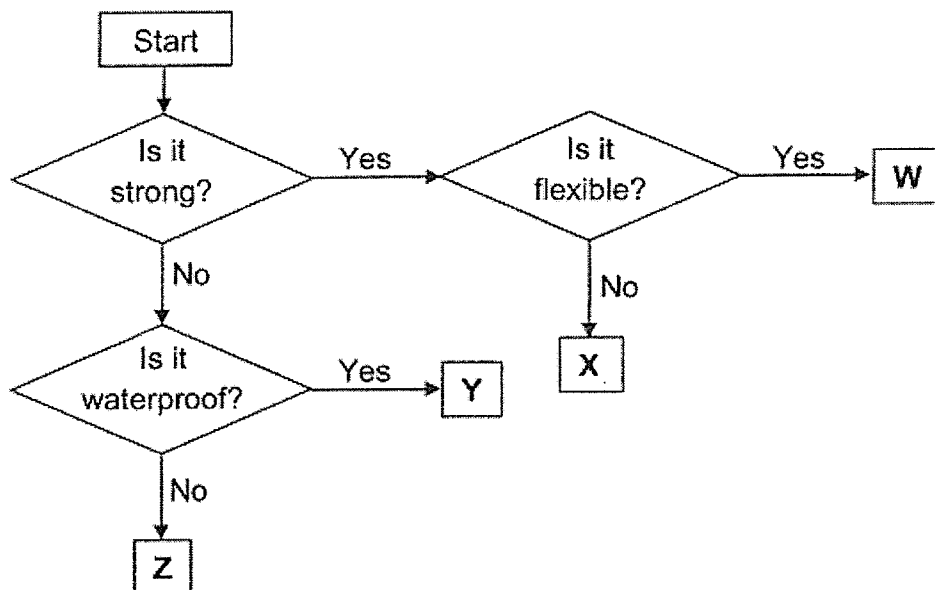 Start
Is it
strong?
Yes
Is it
flexible?
Yes
W
No
No
X
Is it
waterproof?
Yes
Y
No
Z